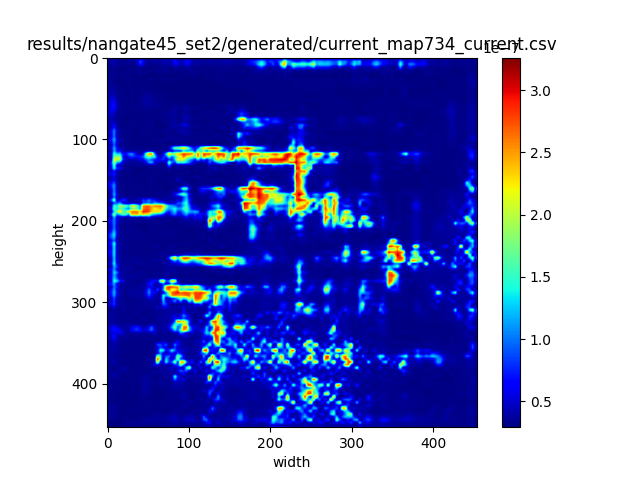 results/nangate45_set2/generated/current_map734_current.csv
1e−7
0
100
200
300
400
height
0 100 200 300 400
width
3.0
2.5
2.0
1.5
1.0
0.5